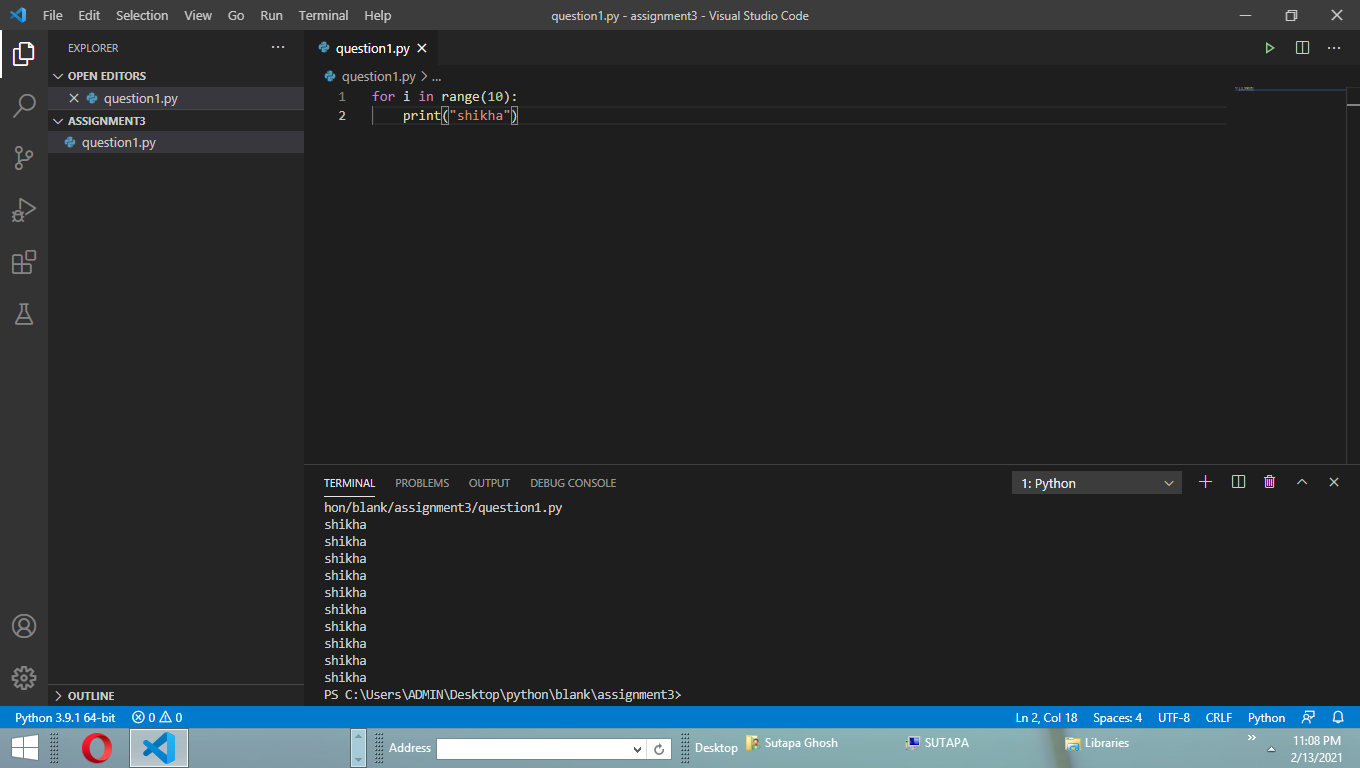 File Edit Selection View Go Run Terminal Help question1.py - assignment3 - Visual Studio Code
EXPLORER
OPEN EDITORS
question1.py
ASSIGNMENT3
question1.py
OUTLINE
question1.py
question1.py > ...
1 for i in range(10):
2     print("shikha")
TERMINAL PROBLEMS OUTPUT DEBUG CONSOLE 1: Python
hon/blank/assignment3/question1.py
shikha
shikha
shikha
shikha
shikha
shikha
shikha
shikha
shikha
shikha
PS C:\Users\ADMIN\Desktop\python\blank\assignment3>
Python 3.9.1 64-bit 0 0 Ln 2, Col 18 Spaces: 4 UTF-8 CRLF Python
Address Desktop Sutapa Ghosh SUTAPA Libraries 11:08 PM
2/13/2021